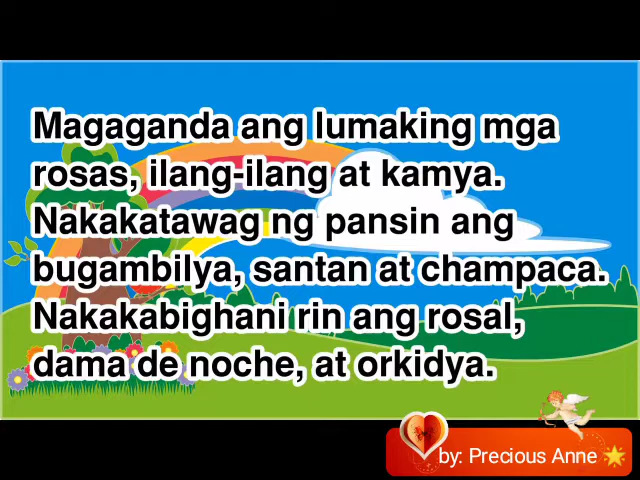 Magaganda ang lumaking mga
rosas, ilang-ilang at kamya.
Nakakatawag ng pansin ang
bugambilya, santan at champaca.
Nakakabighani rin ang rosal,
dama de noche, at orkidya.
by: Precious Anne 🌟